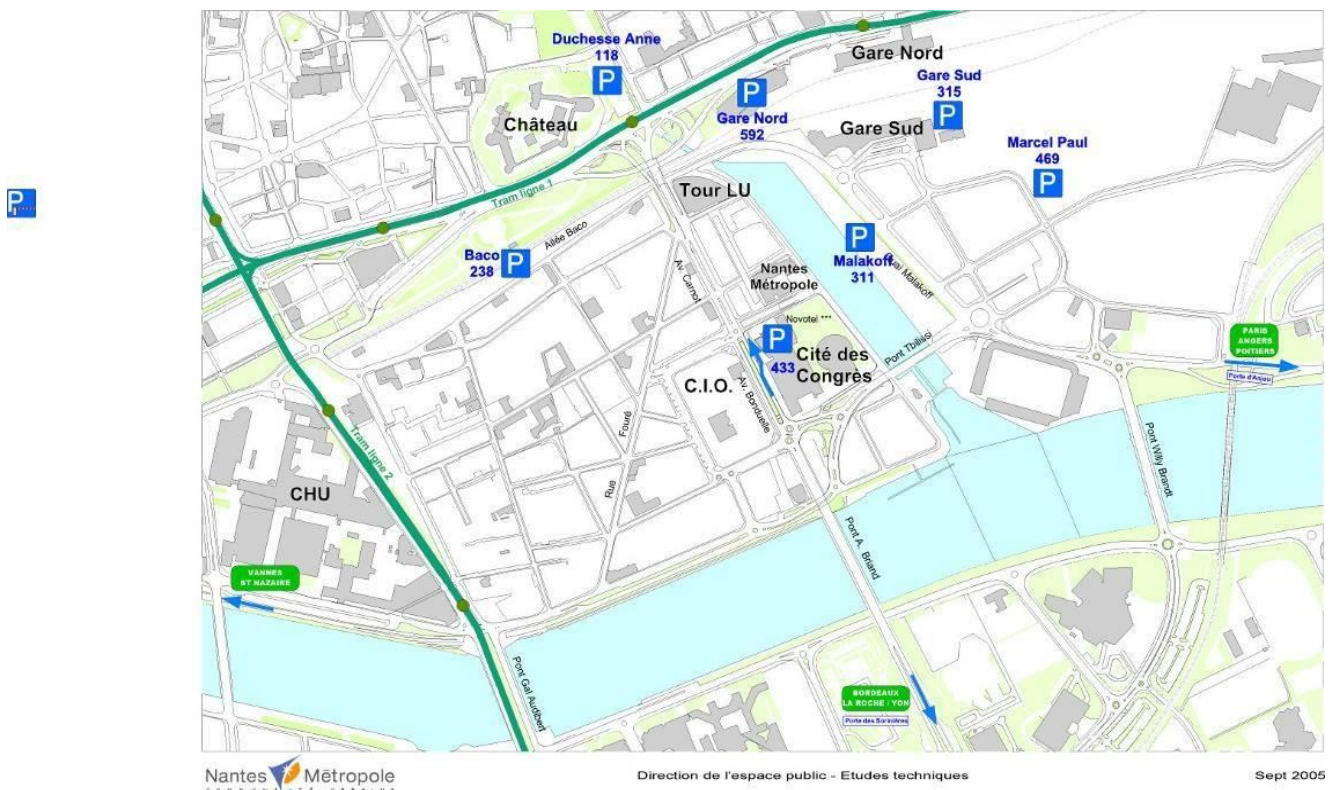 Duchesse Anne
118
P
Gare Nord
P
Gare Nord
592
Gare Sud
315
P
Château
Gare Sud
Marcel Paul
469
P
P
Tram ligne 1
Tour LU
Baco
238
P
Allée Baco
Av. Carnot
P
Malakoff
311
Quai Malakoff
Nantes
Métropole
Novotel ***
P
433
Cité des
Congrès
Pont Tbilissi
PARIS
ANGERS
POITIERS
Porte d'Anjou
C.I.O.
Av. Bonduelle
Rue Fouré
Tram ligne 2
CHU
Pont Willy Brandt
Pont A. Briand
VANNES
ST NAZAIRE
Pont Gal Audibert
BORDEAUX
LA ROCHE / YON
Porte des Sorinières
Nantes Métropole
Direction de l'espace public - Etudes techniques
Sept 2005